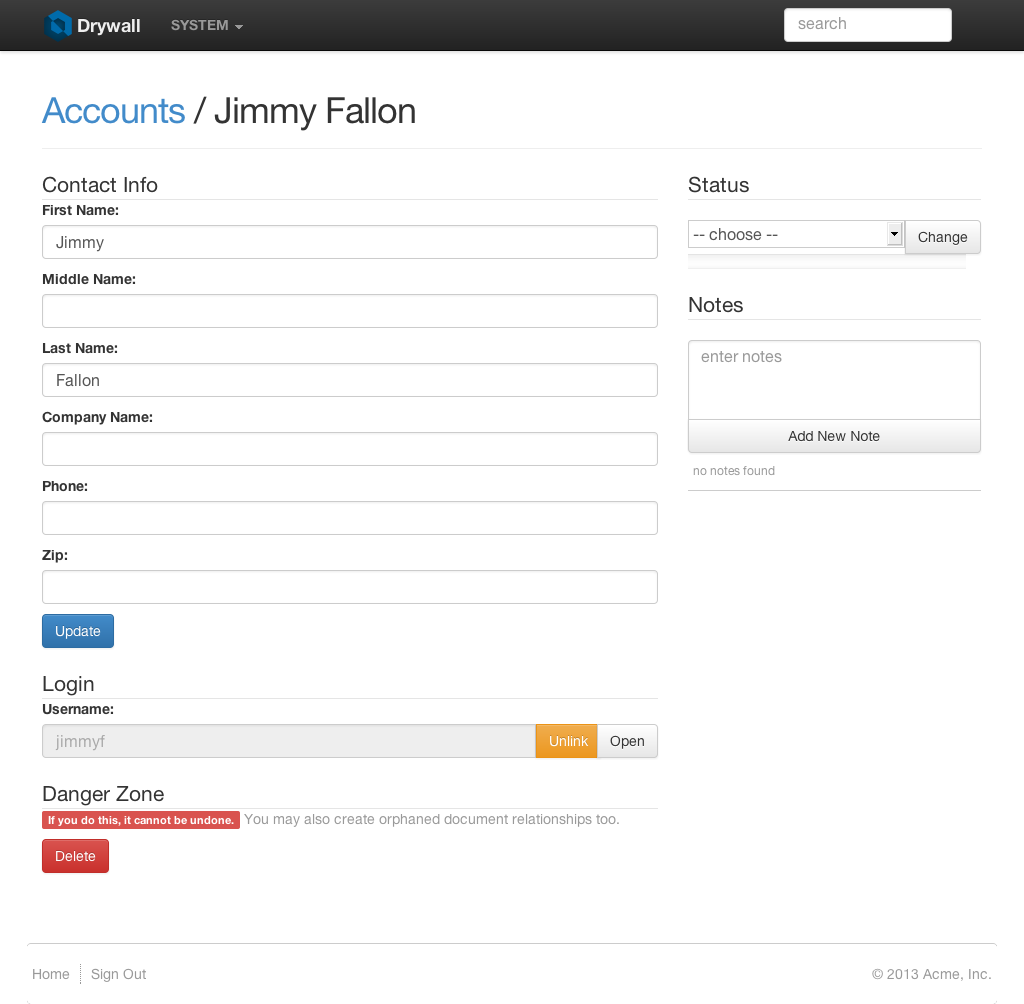 Drywall
SYSTEM
search
Accounts / Jimmy Fallon
Contact Info
First Name:
Jimmy
Middle Name:
Last Name:
Fallon
Company Name:
Phone:
Zip:
Update
Login
Username:
jimmyf
Unlink
Open
Danger Zone
If you do this, it cannot be undone. You may also create orphaned document relationships too.
Delete
Status
-- choose --
Change
Notes
enter notes
Add New Note
no notes found
Home
Sign Out
© 2013 Acme, Inc.